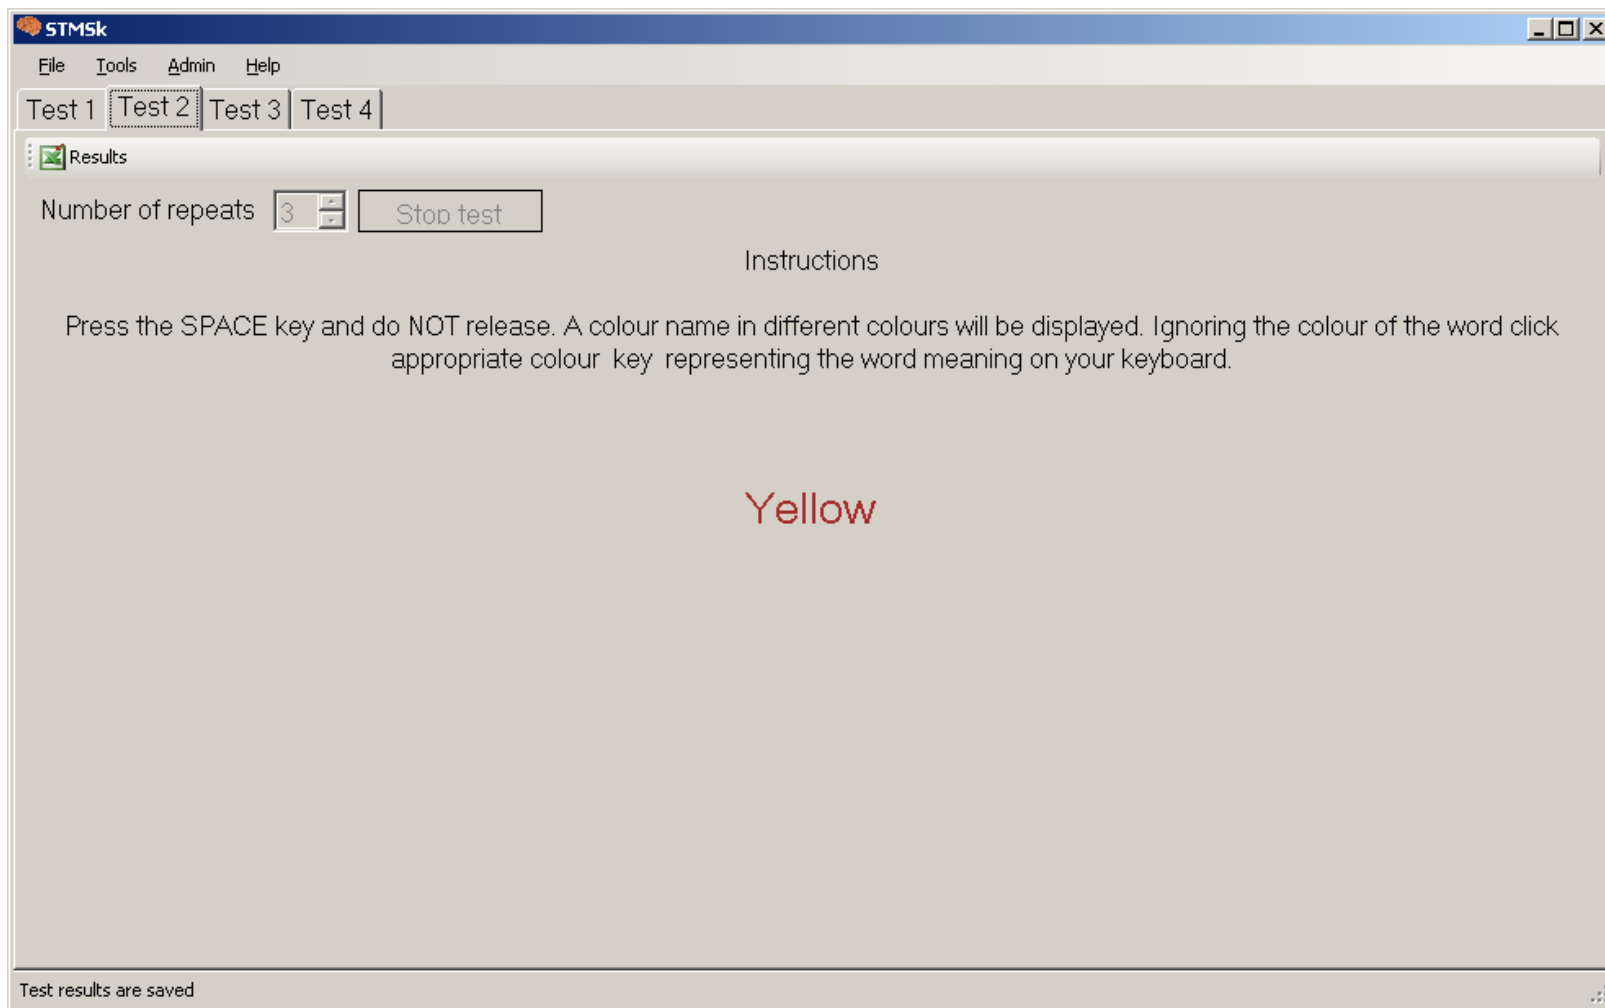 STMSk
File Tools Admin Help
Test 1 Test 2 Test 3 Test 4
Results
Number of repeats 3 Stop test
Instructions
Press the SPACE key and do NOT release. A colour name in different colours will be displayed. Ignoring the colour of the word click
appropriate colour key representing the word meaning on your keyboard.
Yellow
Test results are saved